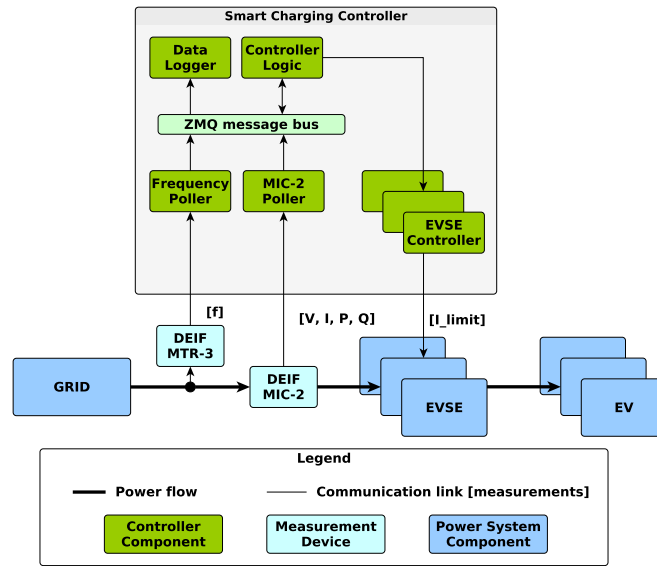 Smart Charging Controller
Data
Logger
Controller
Logic
ZMQ message bus
Frequency
Poller
MIC-2
Poller
EVSE
Controller
[f]
[V, I, P, Q]
[I_limit]
DEIF
MTR-3
GRID
DEIF
MIC-2
EVSE
EV
Legend
Power flow
Communication link [measurements]
Controller
Component
Measurement
Device
Power System
Component